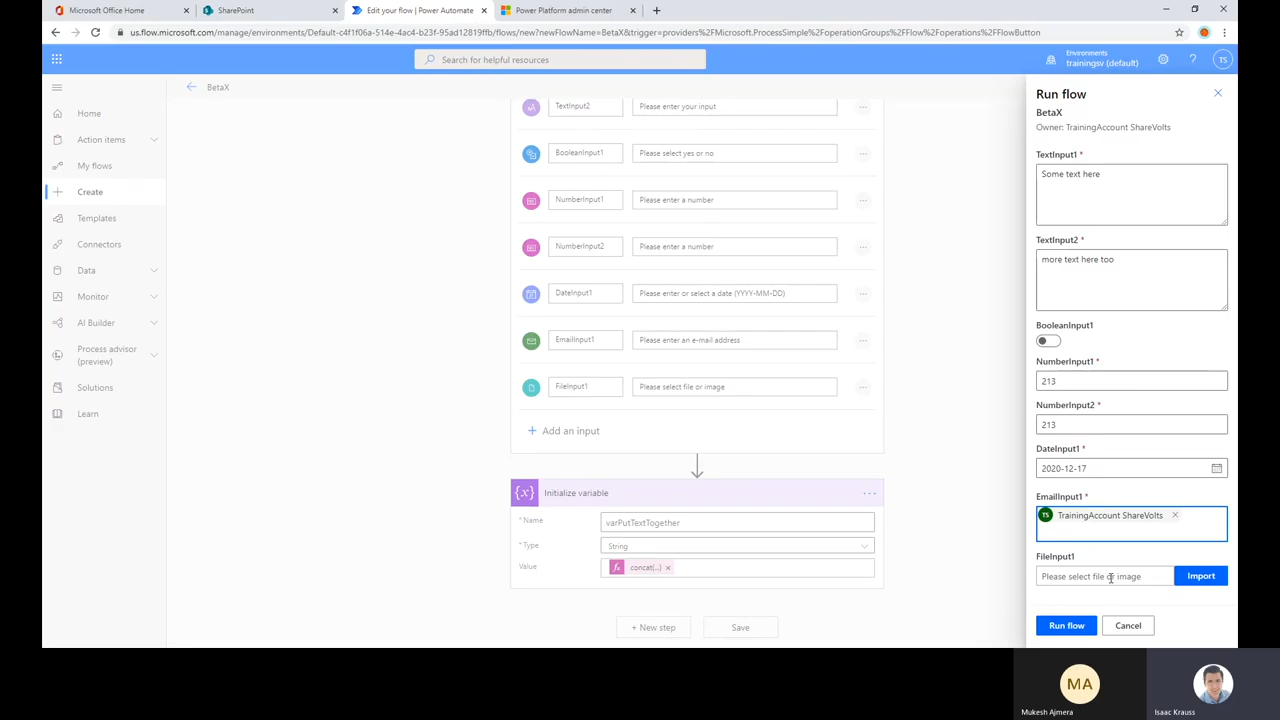 Microsoft Office Home
SharePoint
Edit your flow | Power Automate
Power Platform admin center
us.flow.microsoft.com/manage/environments/Default-c4f1f06a-514e-4ac4-b23f-95ad12819ffb/flows/new?newFlowName=BetaX&trigger=providers%2FMicrosoft.ProcessSimple%2FoperationGroups%2FFlow%2Foperations%2FFlowButton
Search for helpful resources
Environments
trainingsv (default)
TS
BetaX
Home
Action items
My flows
Create
Templates
Connectors
Data
Monitor
AI Builder
Process advisor
(preview)
Solutions
Learn
TextInput2
Please enter your input
BooleanInput1
Please select yes or no
NumberInput1
Please enter a number
NumberInput2
Please enter a number
DateInput1
Please enter or select a date (YYYY-MM-DD)
EmailInput1
Please enter an e-mail address
FileInput1
Please select file or image
+ Add an input
{x} Initialize variable
* Name
varPutTextTogether
* Type
String
Value
fx concat(...) ×
+ New step
Save
Run flow
BetaX
Owner: TrainingAccount ShareVolts
TextInput1 *
Some text here
TextInput2 *
more text here too
BooleanInput1
NumberInput1 *
213
NumberInput2 *
213
DateInput1 *
2020-12-17
EmailInput1 *
TS TrainingAccount ShareVolts
FileInput1
Please select file or image
Import
Run flow
Cancel
MA
Mukesh Ajmera
Isaac Krauss